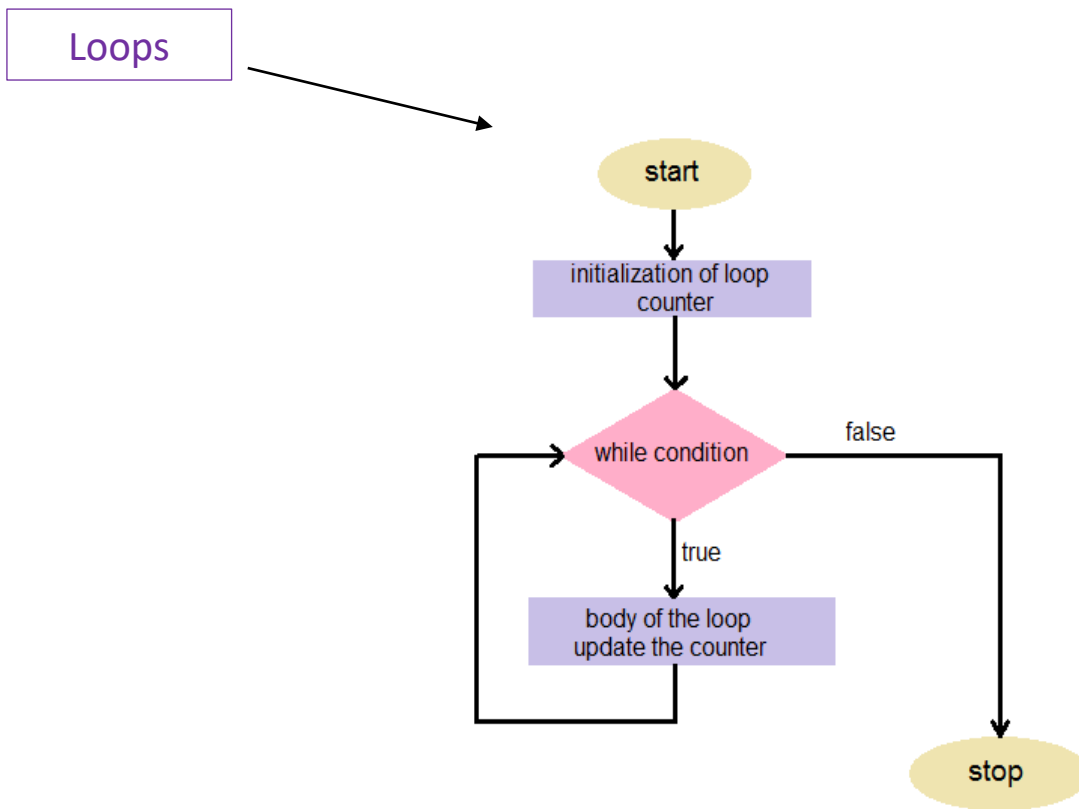 Loops
start
initialization of loop
counter
while condition
false
true
body of the loop
update the counter
stop